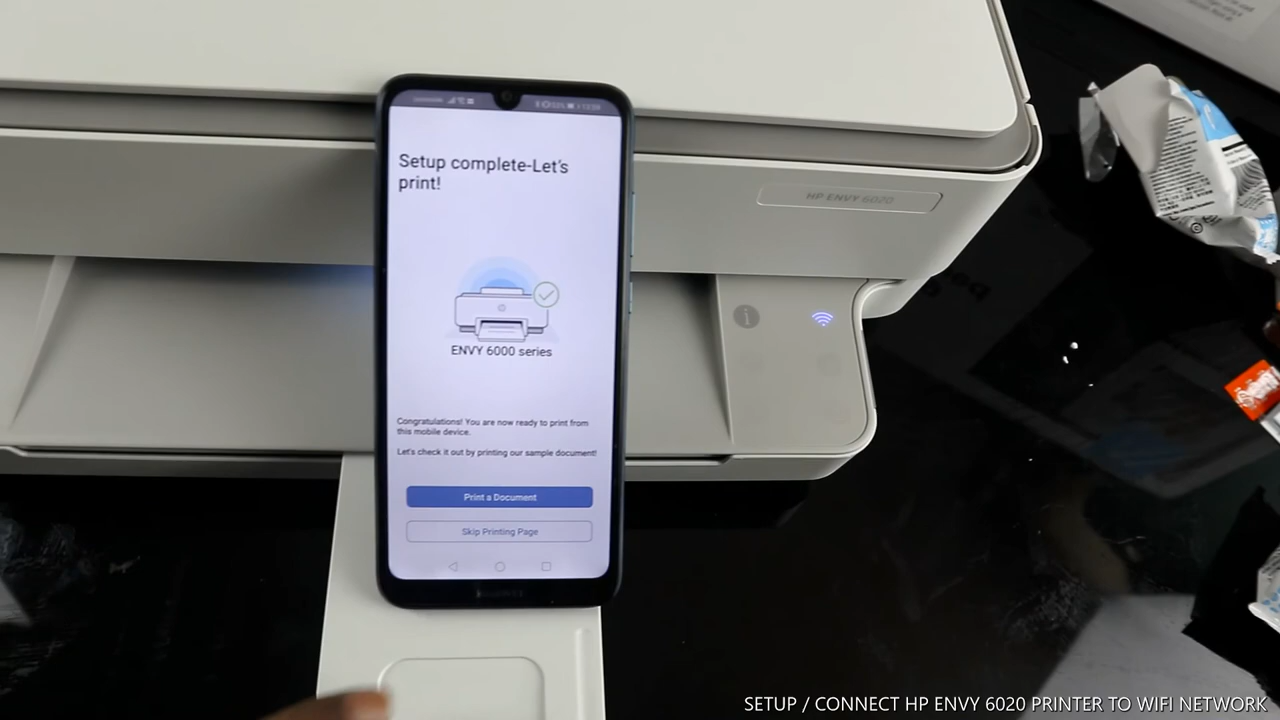 Setup complete-Let's
print!
HP ENVY 6020
ENVY 6000 series
Congratulations! You are now ready to print from
this mobile device.
Let's check it out by printing our sample document!
Print a Document
Skip Printing Page
HUAWEI
SETUP / CONNECT HP ENVY 6020 PRINTER TO WIFI NETWORK